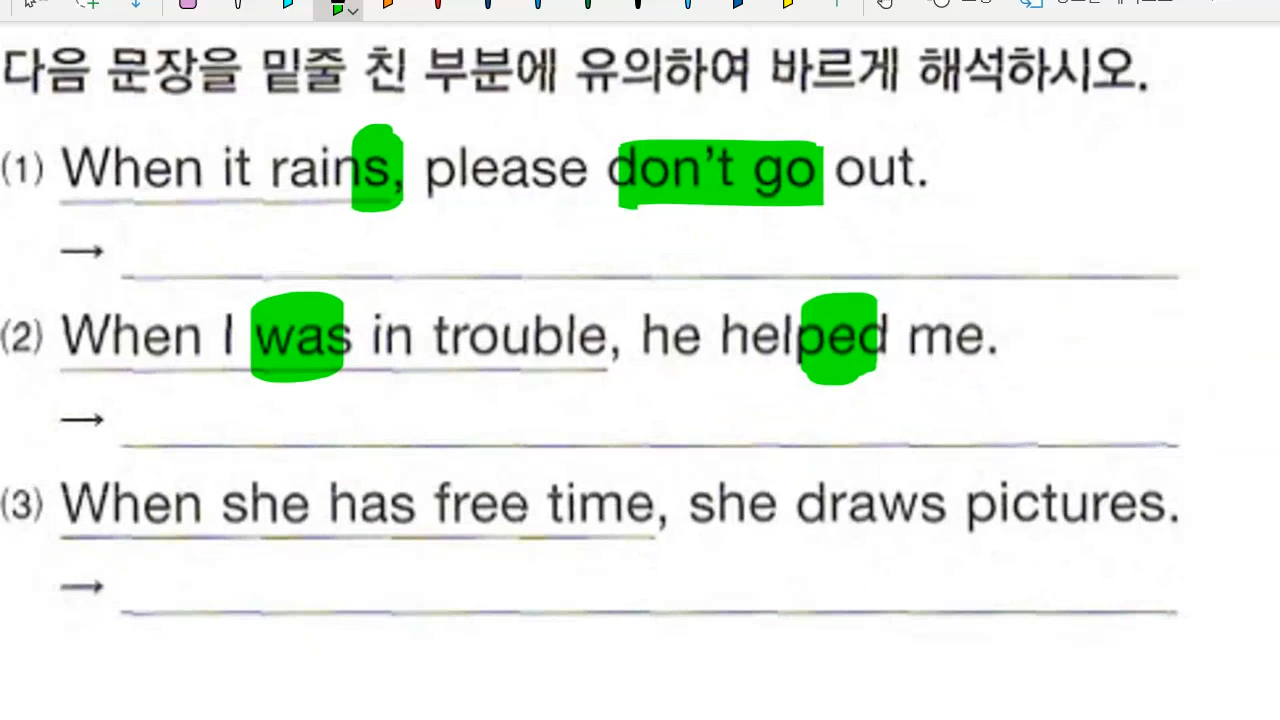 다음 문장을 밑줄 친 부분에 유의하여 바르게 해석하시오.
(1) When it rains, please don't go out.
→
(2) When I was in trouble, he helped me.
→
(3) When she has free time, she draws pictures.
→